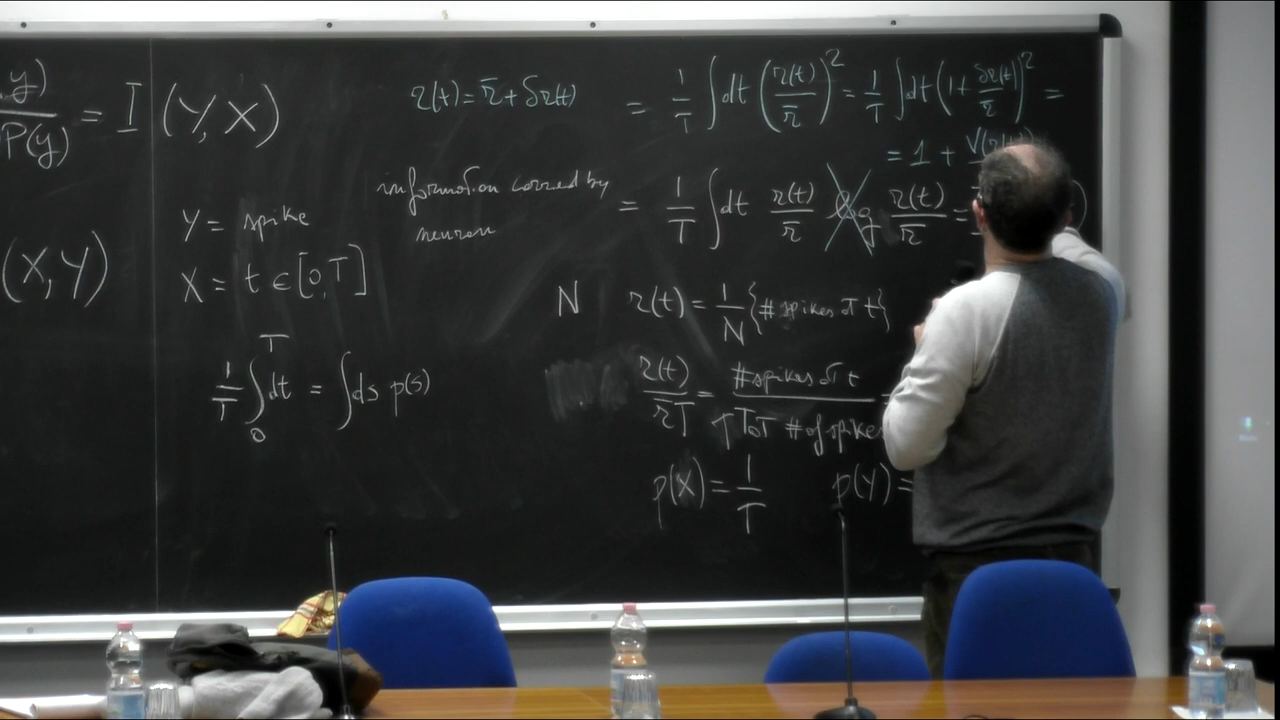 , y)
P(y) = I (Y, X)
(X, Y)
Y = spike
X = t ∈ [0, T]
1/T ∫₀ᵀ dt = ∫ ds p(s)
r(t) = r̄ + δr(t)
information carried by
neuron
= 1/T ∫ dt (r(t)/r̄)² = 1/T ∫ dt (1 + δr(t)/r̄)² =
= 1 + V(r(t))
= 1/T ∫ dt r(t)/r̄ log r(t)/r̄ =
N r(t) = 1/N {# spikes at t}
r(t)/r̄T = # spikes at t / TOT # of spikes
p(X) = 1/T p(Y) =